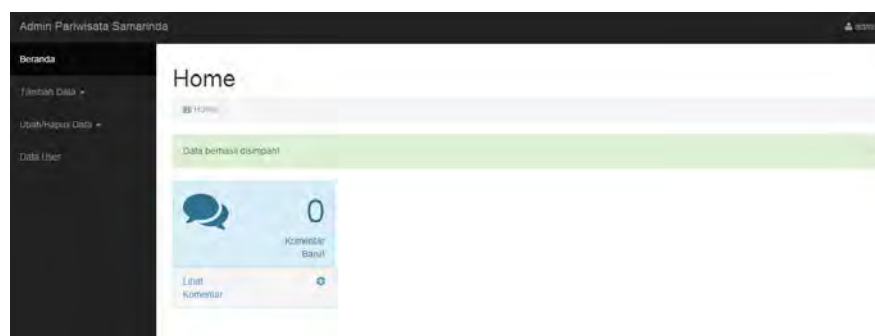 Admin Pariwisata Samarinda
admin
Beranda
Tambah Data
Ubah/Hapus Data
Data User
Home
Home
Data berhasil disimpan!
0
Komentar
Baru!
Lihat
Komentar